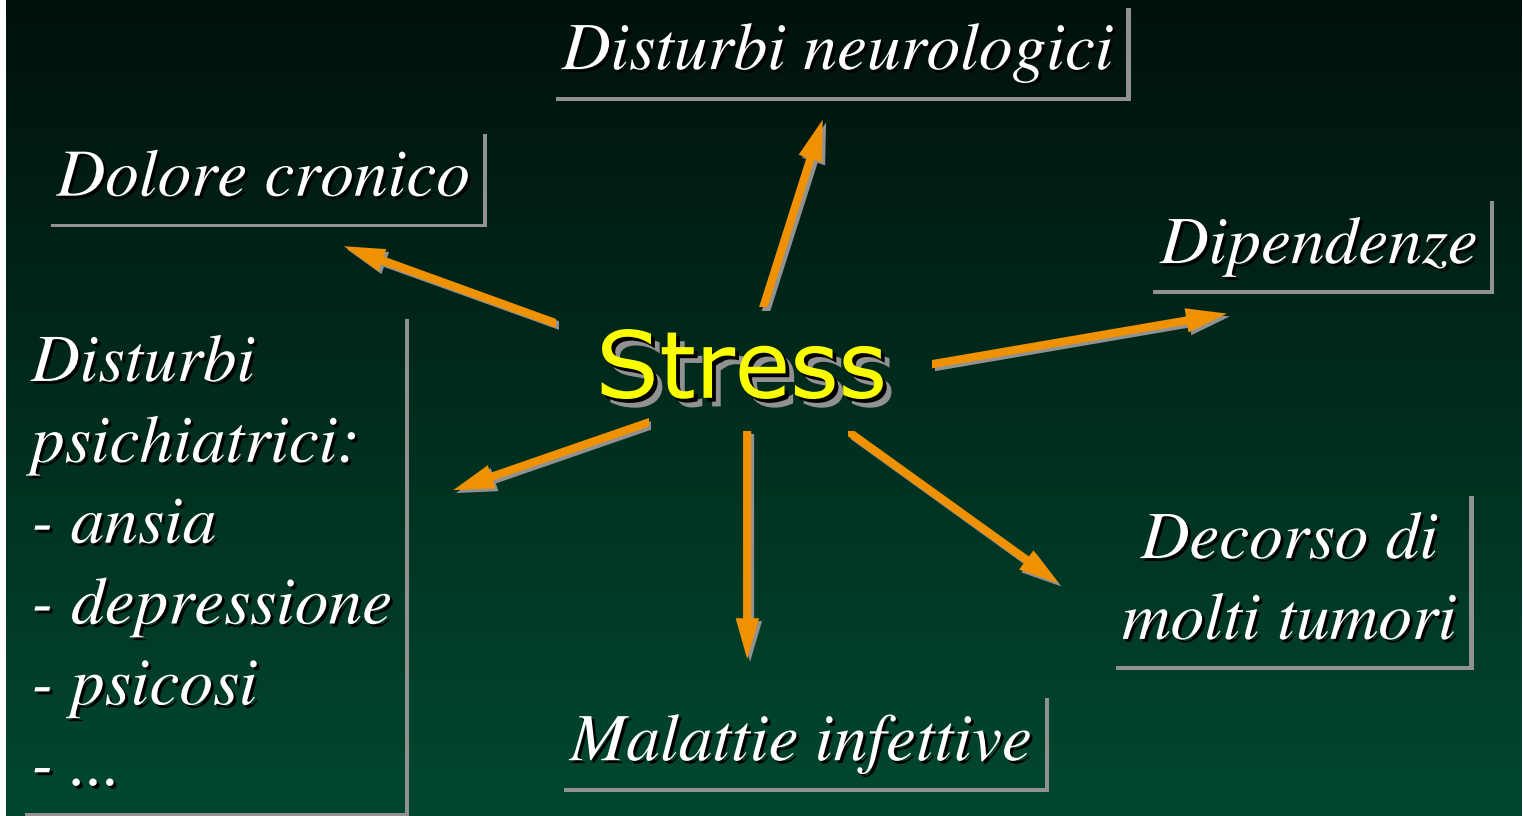 Disturbi neurologici
Dolore cronico
Dipendenze
Stress
Disturbi
psichiatrici:
- ansia
- depressione
- psicosi
- ...
Decorso di
molti tumori
Malattie infettive